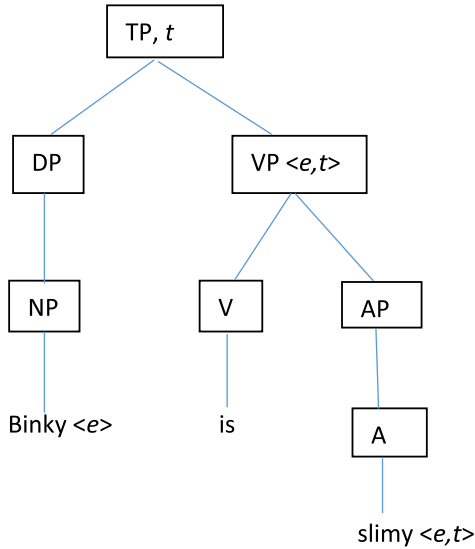 TP, t
DP
VP <e,t>
NP
V
AP
Binky <e>
is
A
slimy <e,t>